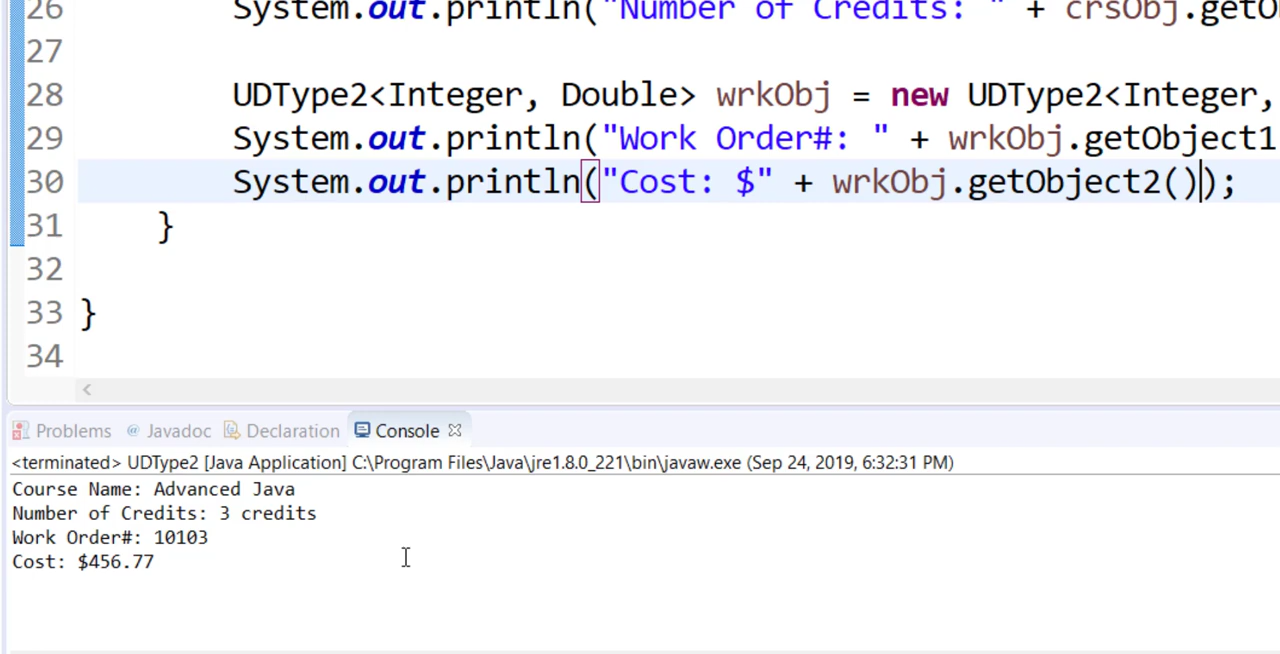 26 System.out.println("Number of Credits: " + crsObj.getO
27
28 UDType2<Integer, Double> wrkObj = new UDType2<Integer,
29 System.out.println("Work Order#: " + wrkObj.getObject1
30 System.out.println("Cost: $" + wrkObj.getObject2());
31 }
32
33 }
34
Problems @ Javadoc Declaration Console
<terminated> UDType2 [Java Application] C:\Program Files\Java\jre1.8.0_221\bin\javaw.exe (Sep 24, 2019, 6:32:31 PM)
Course Name: Advanced Java
Number of Credits: 3 credits
Work Order#: 10103
Cost: $456.77